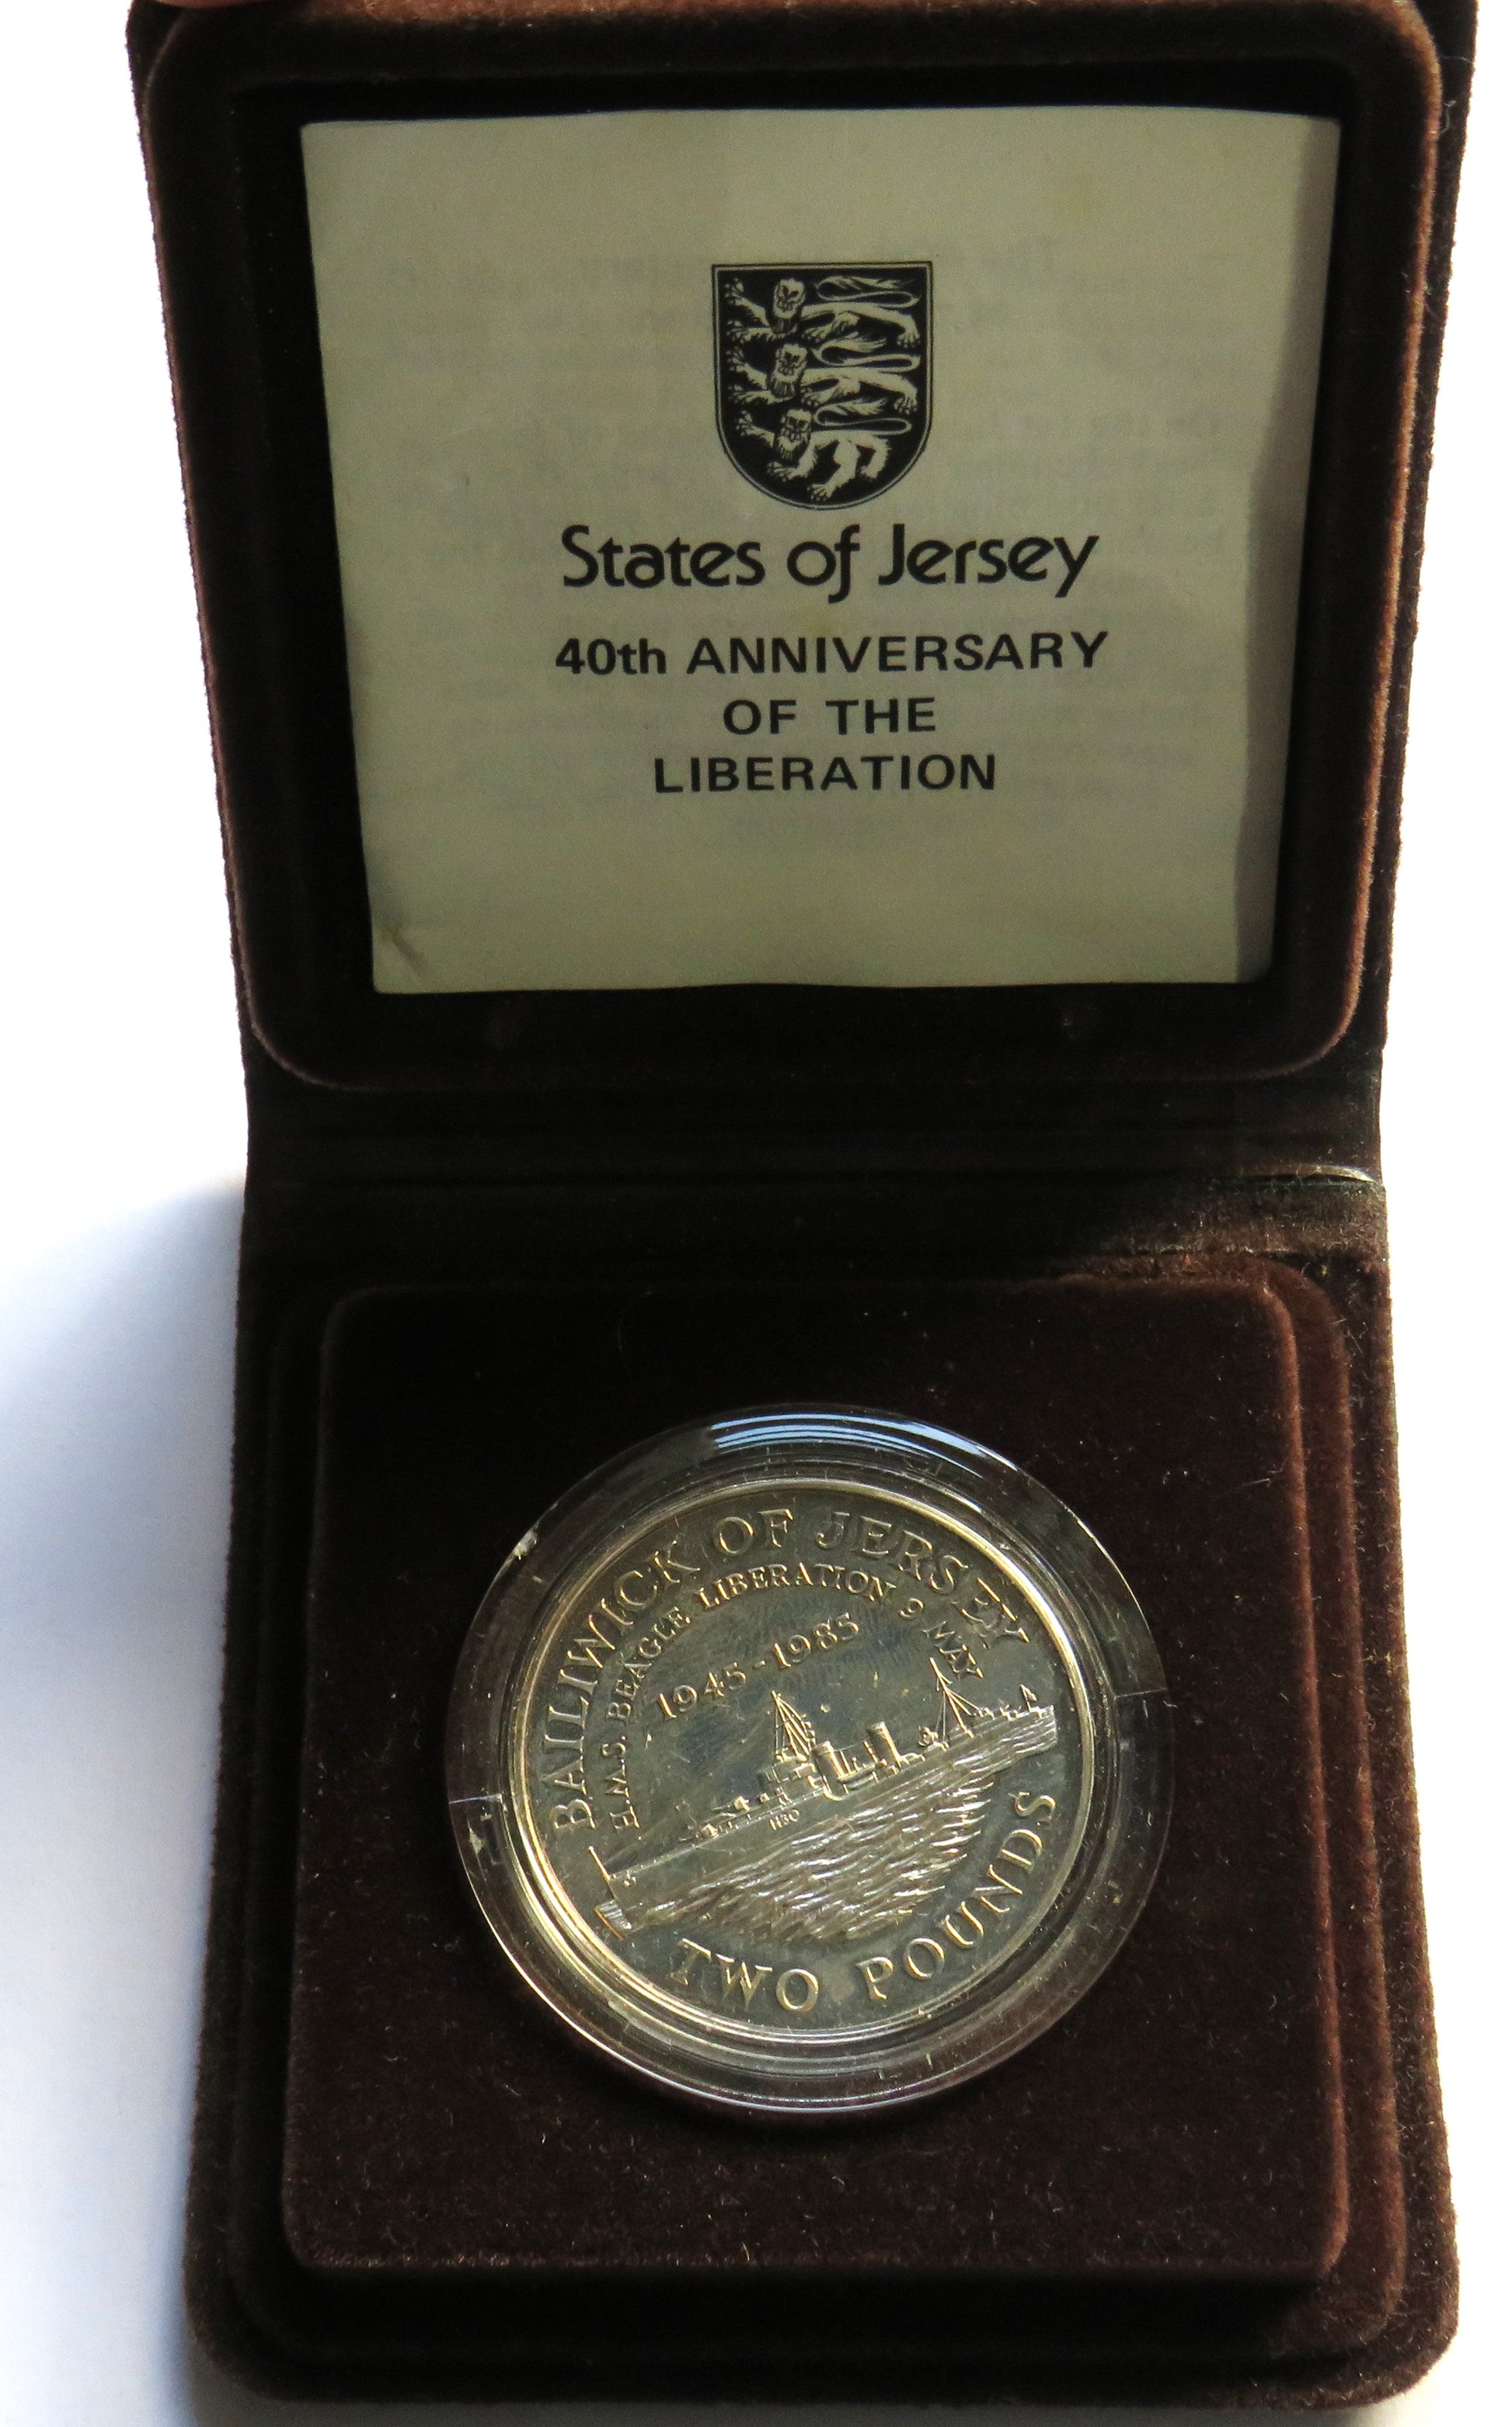 States of Jersey
40th ANNIVERSARY
OF THE
LIBERATION
BAILIWICK OF JERSEY
H.M.S. BEAGLE LIBERATION 9 MAY
1945-1985
H30
TWO POUNDS